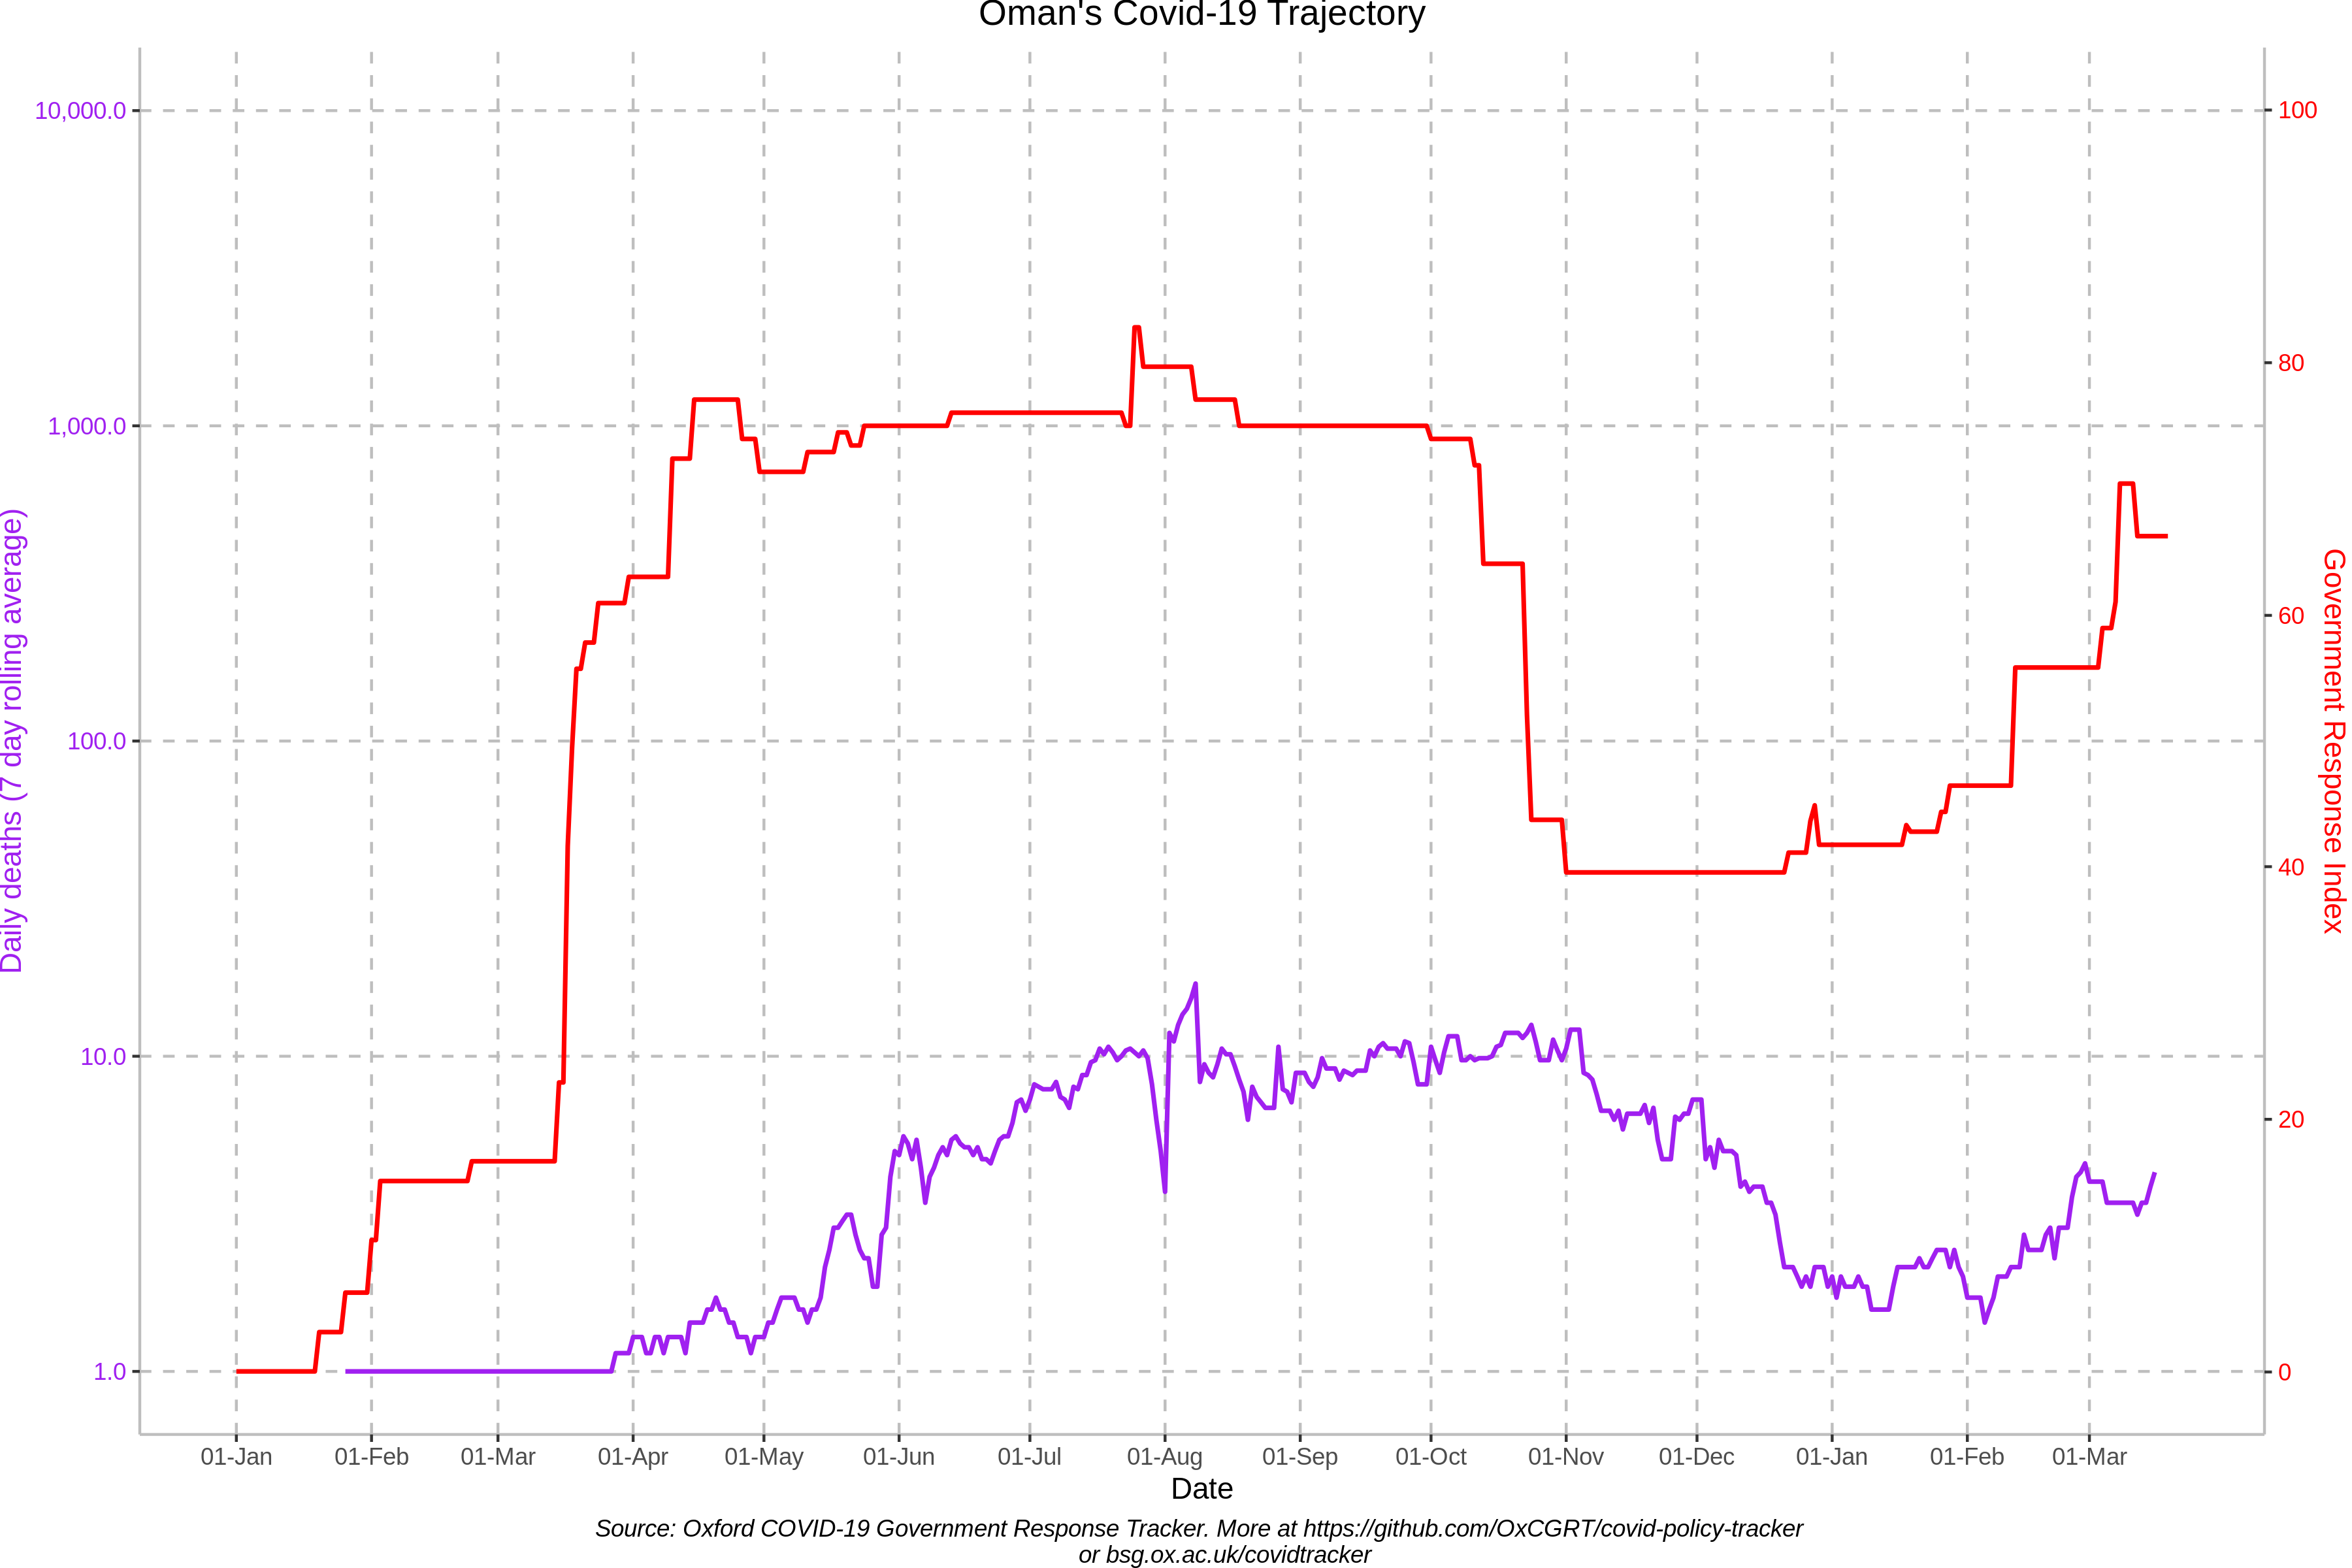 Oman's Covid-19 Trajectory
10,000.0
1,000.0
100.0
10.0
1.0
Daily deaths (7 day rolling average)
100
80
60
40
20
0
Government Response Index
01-Jan 01-Feb 01-Mar 01-Apr 01-May 01-Jun 01-Jul 01-Aug 01-Sep 01-Oct 01-Nov 01-Dec 01-Jan 01-Feb 01-Mar
Date
Source: Oxford COVID-19 Government Response Tracker. More at https://github.com/OxCGRT/covid-policy-tracker
or bsg.ox.ac.uk/covidtracker